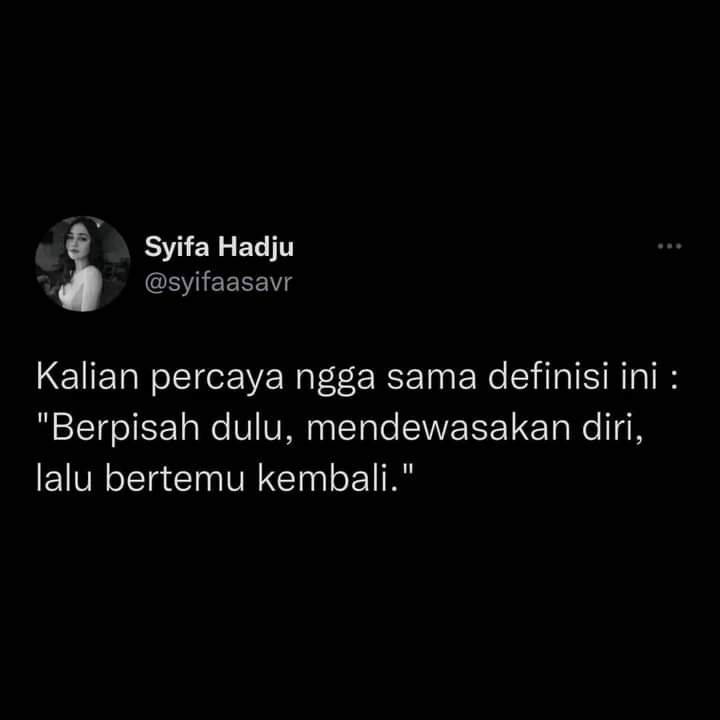 Syifa Hadju
@syifaasavr
Kalian percaya ngga sama definisi ini :
"Berpisah dulu, mendewasakan diri,
lalu bertemu kembali."